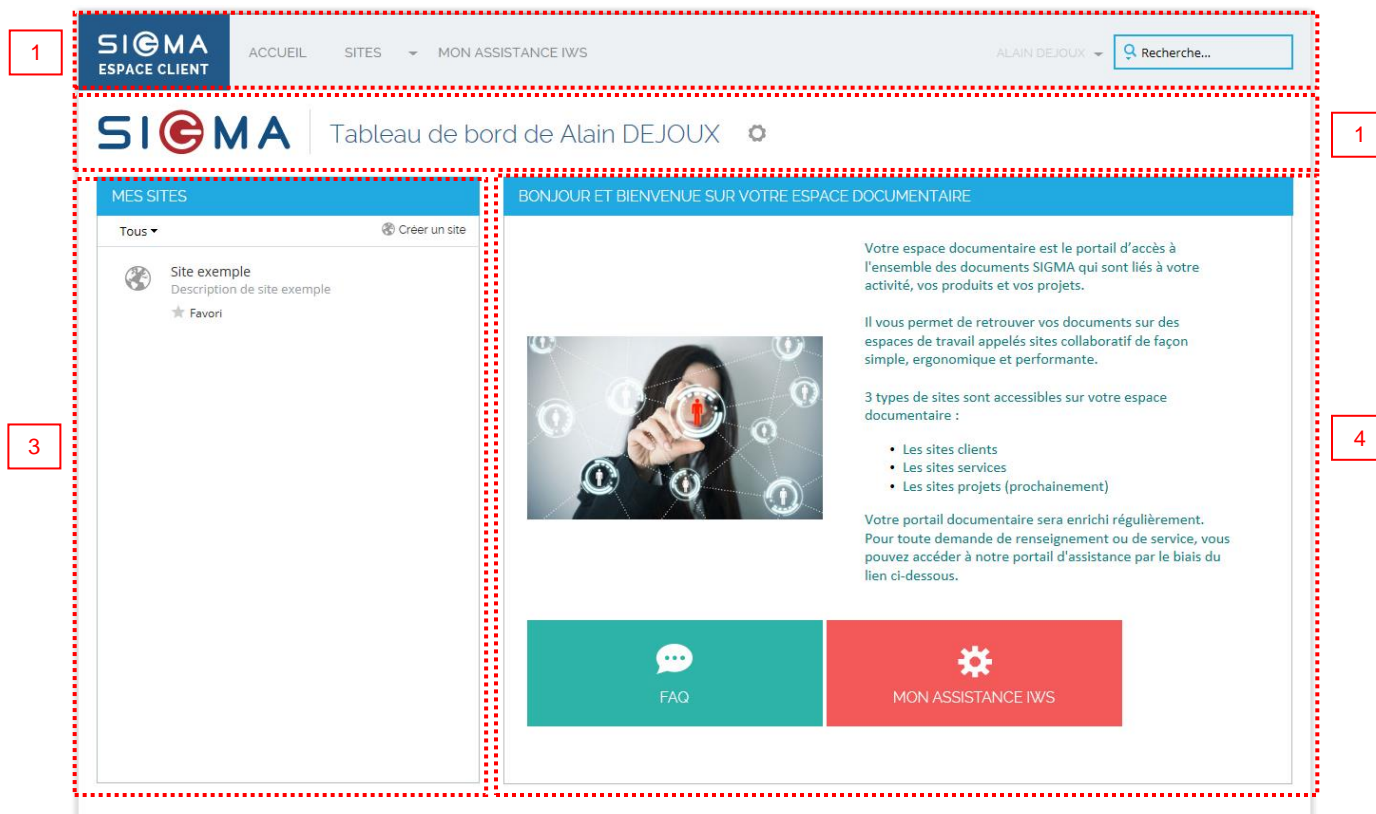 1
SIGMA
ESPACE CLIENT
ACCUEIL SITES MON ASSISTANCE IWS ALAIN DEJOUX Recherche...
SIGMA Tableau de bord de Alain DEJOUX
1
MES SITES
Tous Créer un site
Site exemple
Description de site exemple
Favori
3
BONJOUR ET BIENVENUE SUR VOTRE ESPACE DOCUMENTAIRE
Votre espace documentaire est le portail d’accès à
l'ensemble des documents SIGMA qui sont liés à votre
activité, vos produits et vos projets.
Il vous permet de retrouver vos documents sur des
espaces de travail appelés sites collaboratif de façon
simple, ergonomique et performante.
3 types de sites sont accessibles sur votre espace
documentaire :
• Les sites clients
• Les sites services
• Les sites projets (prochainement)
Votre portail documentaire sera enrichi régulièrement.
Pour toute demande de renseignement ou de service, vous
pouvez accéder à notre portail d'assistance par le biais du
lien ci-dessous.
4
FAQ
MON ASSISTANCE IWS